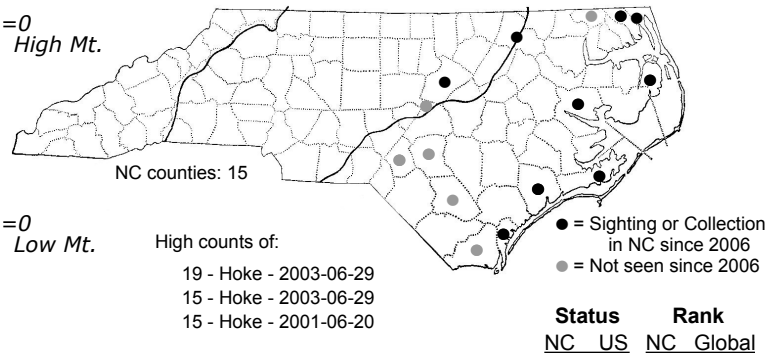 =0
High Mt.
NC counties: 15
=0
Low Mt.
High counts of:
19 - Hoke - 2003-06-29
15 - Hoke - 2003-06-29
15 - Hoke - 2001-06-20
= Sighting or Collection
in NC since 2006
= Not seen since 2006
Status Rank
NC US NC Global